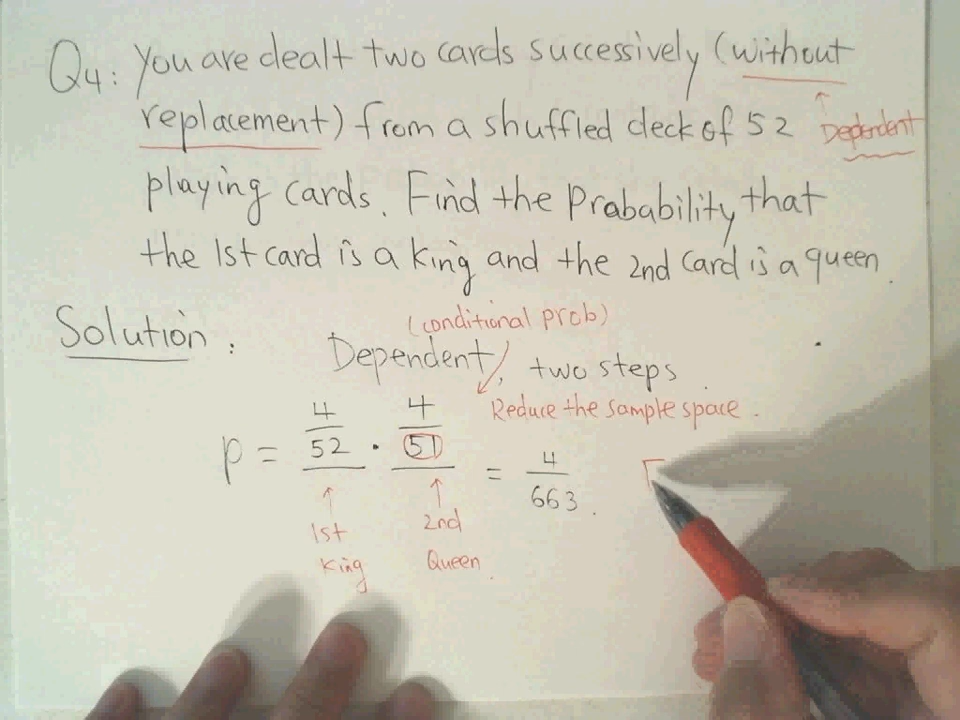 Q4: You are dealt two cards successively (without
replacement) from a shuffled deck of 52
Dependent
playing cards. Find the Prabability that
the 1st card is a king and the 2nd card is a queen.
Solution:
(conditional prob)
Dependent, two steps.
Reduce the sample space.
P = 4/52 · 4/51 = 4/663.
1st 2nd
King Queen.